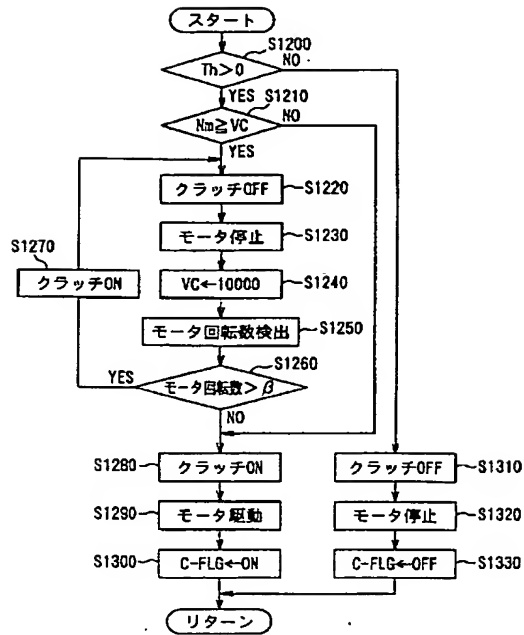 スタート
S1200
Th>0
NO
YES
S1210
Nm≧VC
NO
YES
クラッチOFF
S1220
モータ停止
S1230
S1270
クラッチON
VC←10000
S1240
モータ回転数検出
S1250
S1260
モータ回転数>β
YES
NO
S1280
クラッチON
クラッチOFF
S1310
S1290
モータ駆動
モータ停止
S1320
S1300
C-FLG←ON
C-FLG←OFF
S1330
リターン